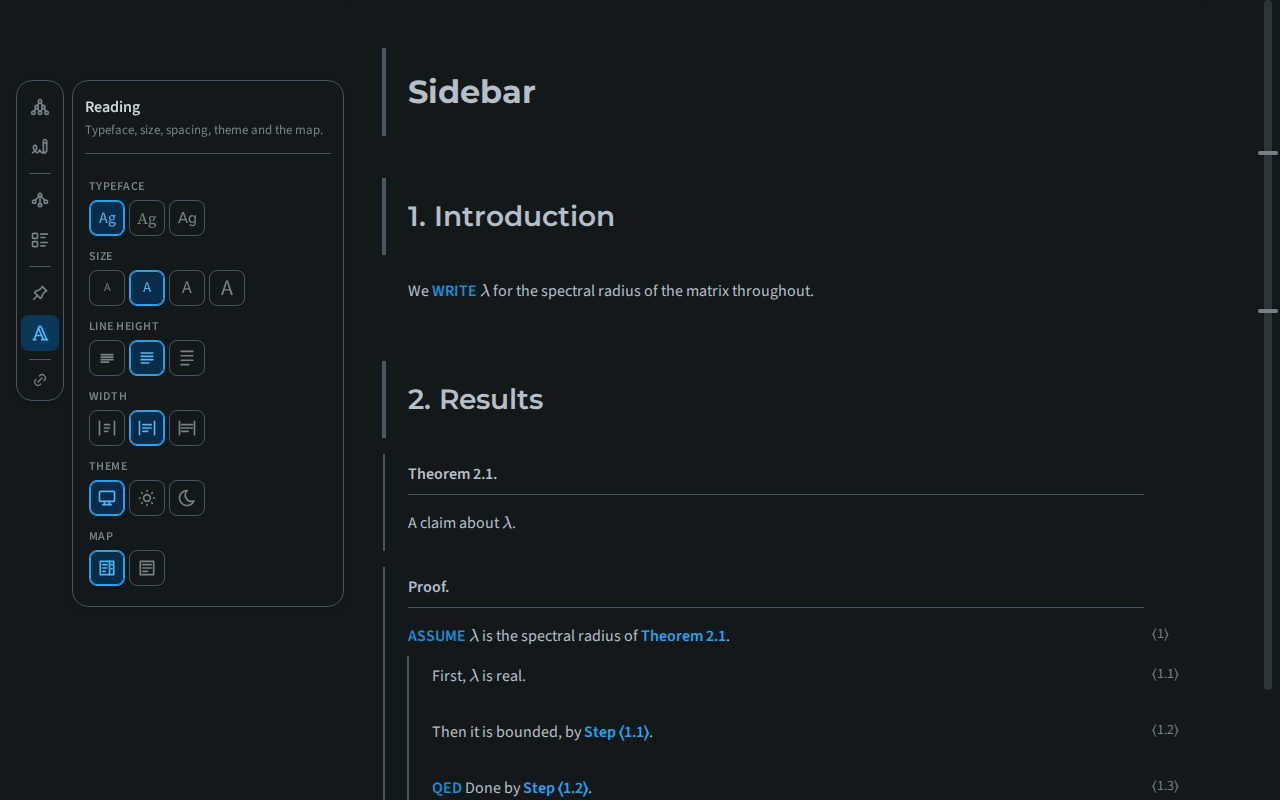 Reading
Typeface, size, spacing, theme and the map.
TYPEFACE
Ag Ag Ag
SIZE
A A A A
LINE HEIGHT
WIDTH
THEME
MAP
Sidebar
1. Introduction
We WRITE λ for the spectral radius of the matrix throughout.
2. Results
Theorem 2.1.
A claim about λ.
Proof.
ASSUME λ is the spectral radius of Theorem 2.1. ⟨1⟩
First, λ is real. ⟨1.1⟩
Then it is bounded, by Step ⟨1.1⟩. ⟨1.2⟩
QED Done by Step ⟨1.2⟩. ⟨1.3⟩